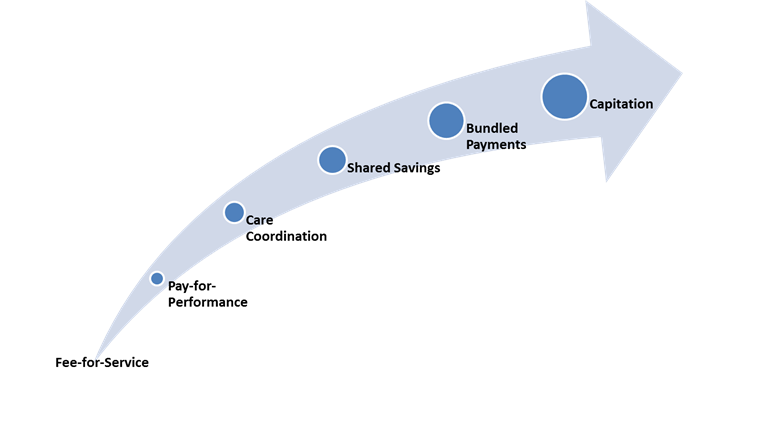 Capitation
Bundled
Payments
Shared Savings
Care
Coordination
Pay-for-
Performance
Fee-for-Service